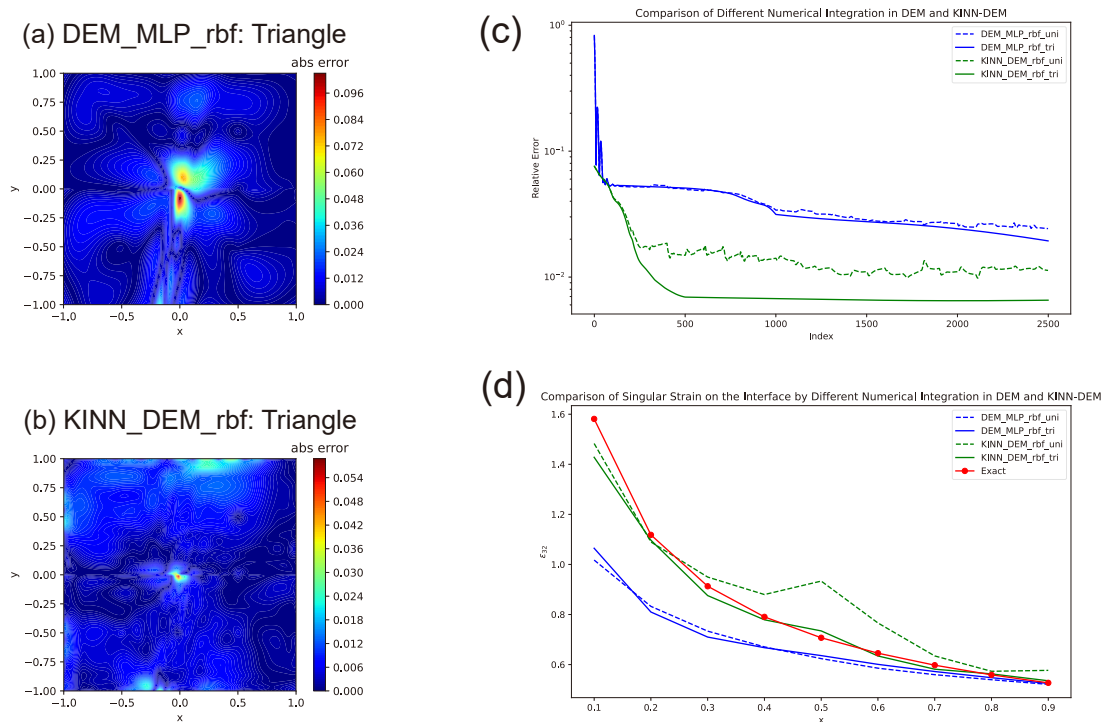 (a) DEM_MLP_rbf: Triangle
abs error
1.00
0.75
0.50
0.25
0.00
−0.25
−0.50
−0.75
−1.00
y
−1.0 −0.5 0.0 0.5 1.0
x
0.096
0.084
0.072
0.060
0.048
0.036
0.024
0.012
0.000
(b) KINN_DEM_rbf: Triangle
abs error
1.00
0.75
0.50
0.25
0.00
−0.25
−0.50
−0.75
−1.00
y
−1.0 −0.5 0.0 0.5 1.0
x
0.054
0.048
0.042
0.036
0.030
0.024
0.018
0.012
0.006
0.000
(c)
Comparison of Different Numerical Integration in DEM and KINN-DEM
DEM_MLP_rbf_uni
DEM_MLP_rbf_tri
KINN_DEM_rbf_uni
KINN_DEM_rbf_tri
10⁰
10⁻¹
10⁻²
Relative Error
0 500 1000 1500 2000 2500
Index
(d)
Comparison of Singular Strain on the Interface by Different Numerical Integration in DEM and KINN-DEM
DEM_MLP_rbf_uni
DEM_MLP_rbf_tri
KINN_DEM_rbf_uni
KINN_DEM_rbf_tri
Exact
1.6
1.4
1.2
1.0
0.8
0.6
ε₃₂
0.1 0.2 0.3 0.4 0.5 0.6 0.7 0.8 0.9
x